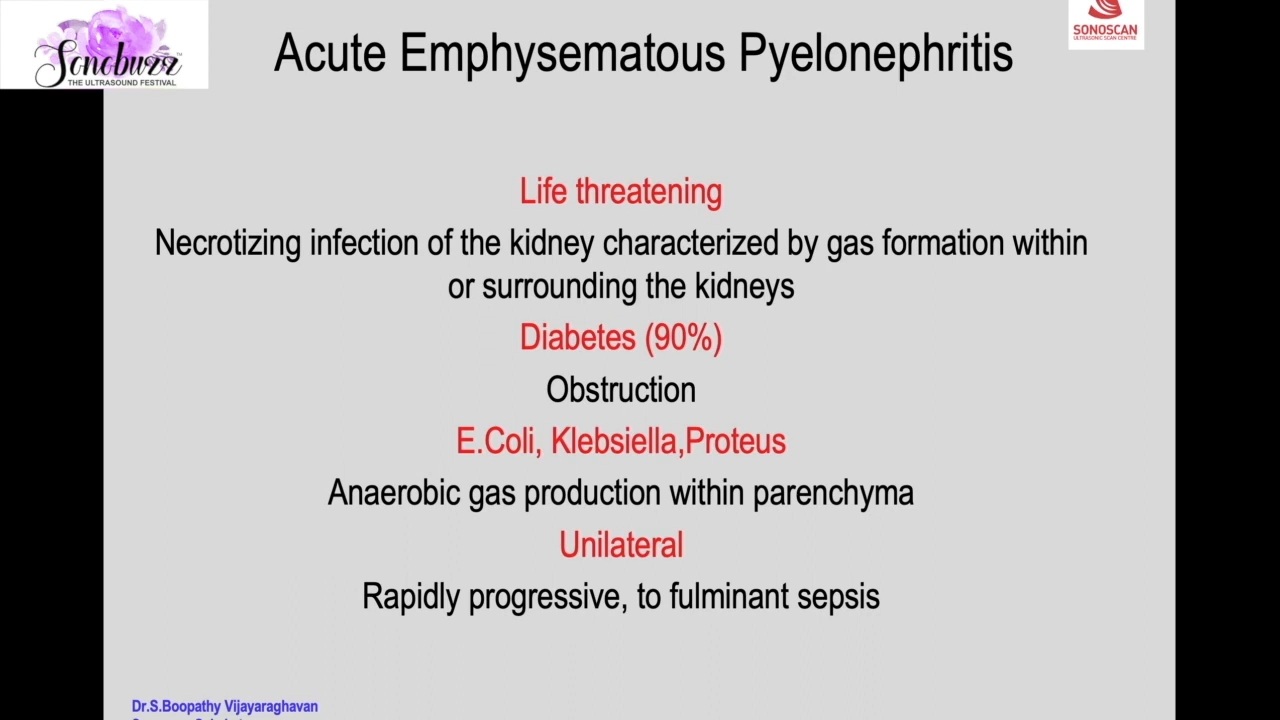 Sonobuzz
THE ULTRASOUND FESTIVAL
SONOSCAN
ULTRASONIC SCAN CENTRE
Acute Emphysematous Pyelonephritis
Life threatening
Necrotizing infection of the kidney characterized by gas formation within
or surrounding the kidneys
Diabetes (90%)
Obstruction
E.Coli, Klebsiella,Proteus
Anaerobic gas production within parenchyma
Unilateral
Rapidly progressive, to fulminant sepsis
Dr.S.Boopathy Vijayaraghavan